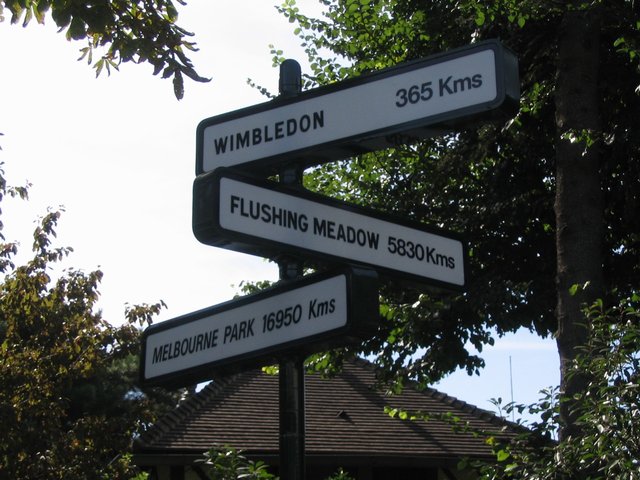 WIMBLEDON 365 Kms
FLUSHING MEADOW 5830 Kms
MELBOURNE PARK 16950 Kms